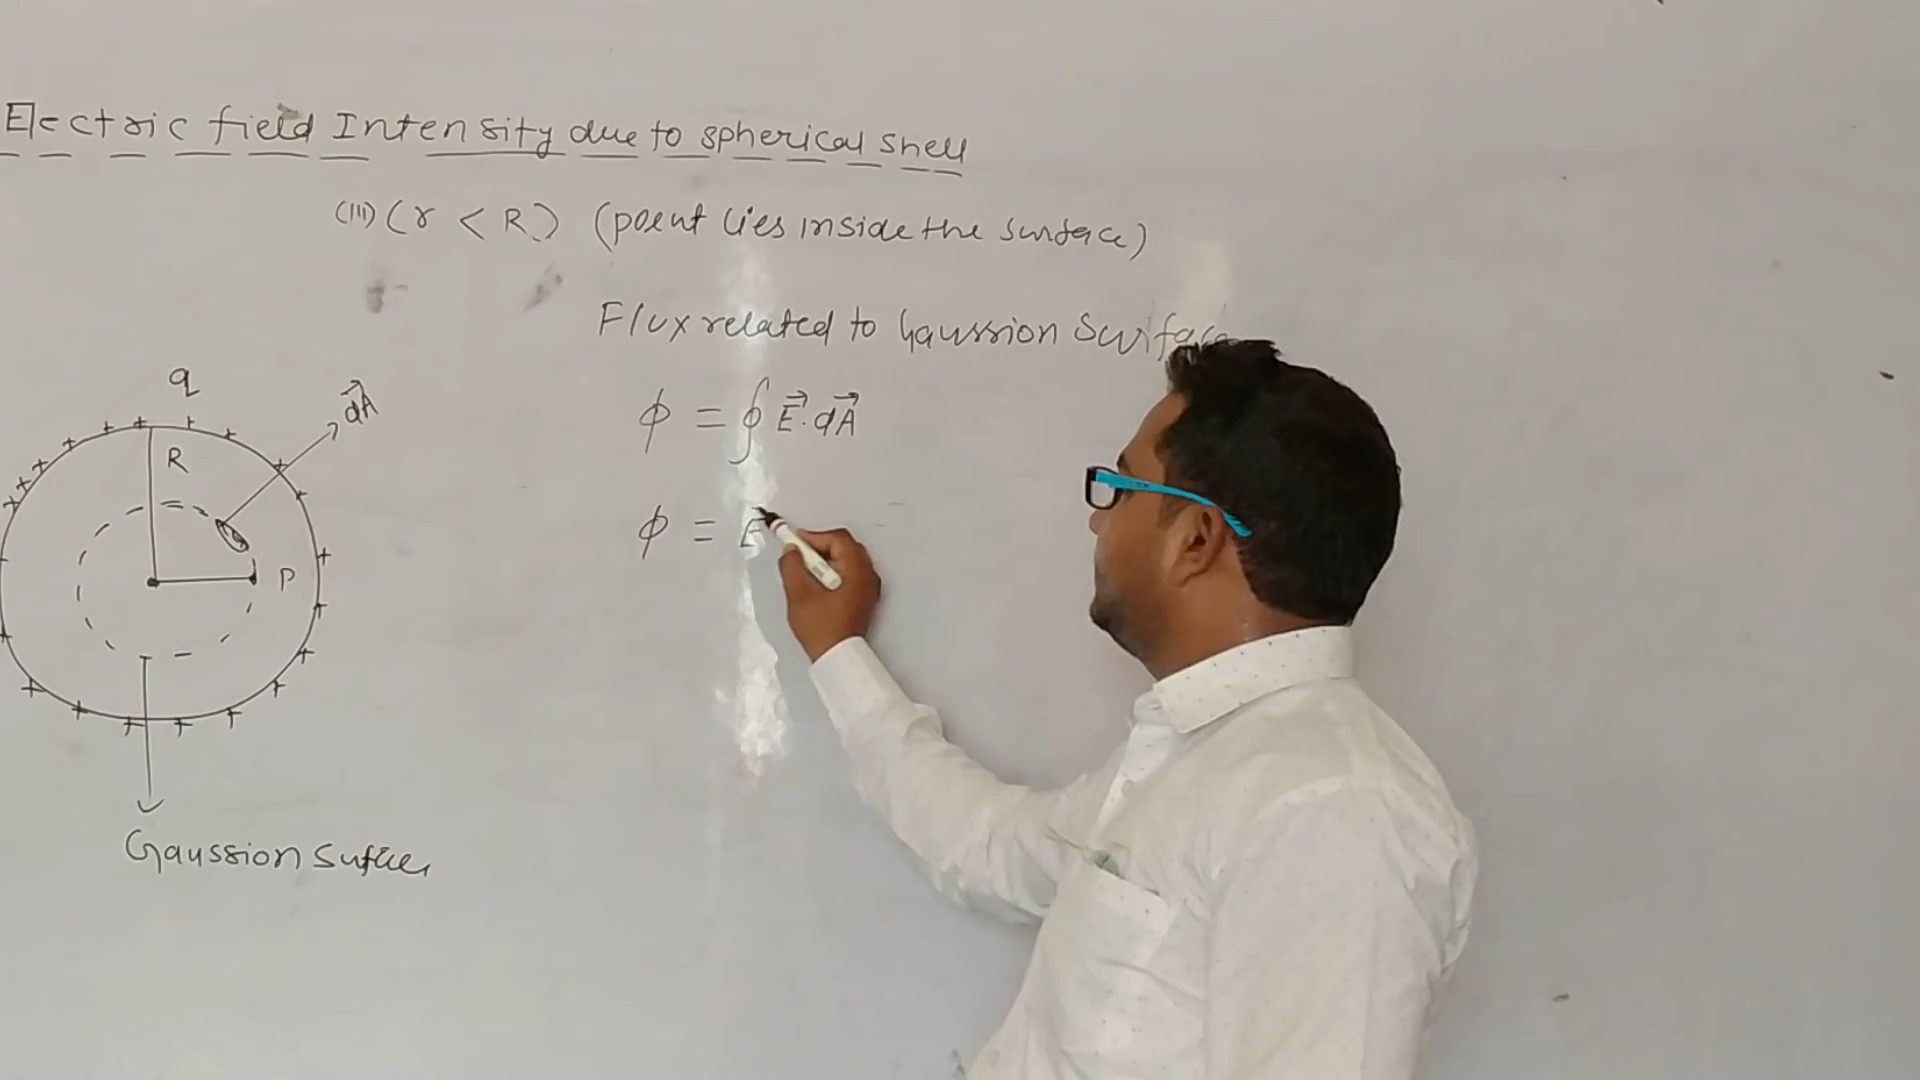 Electric field Intensity due to spherical shell
(III) (r < R) (point lies inside the surface)
Flux related to Gaussion Surface
q
dA⃗
ϕ = ∮ E⃗.dA⃗
R
ϕ = E
P
Gaussion Surface